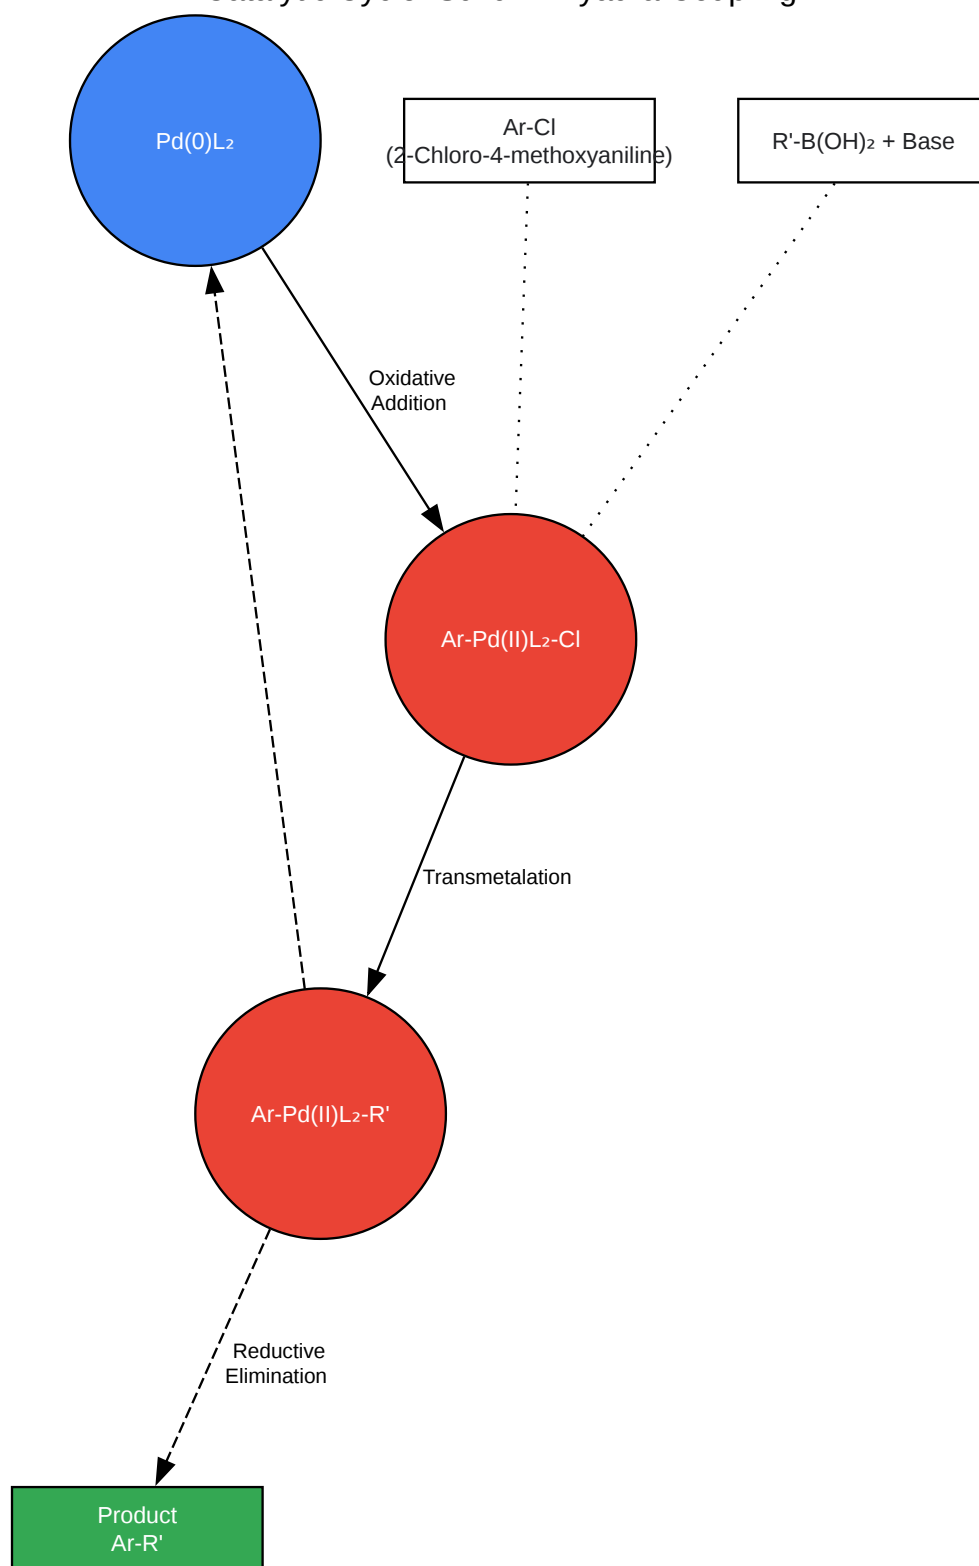 Pd(0)L₂
Ar-Cl
(2-Chloro-4-methoxyaniline)
R'-B(OH)₂ + Base
Oxidative
Addition
Ar-Pd(II)L₂-Cl
Transmetalation
Ar-Pd(II)L₂-R'
Reductive
Elimination
Product
Ar-R'